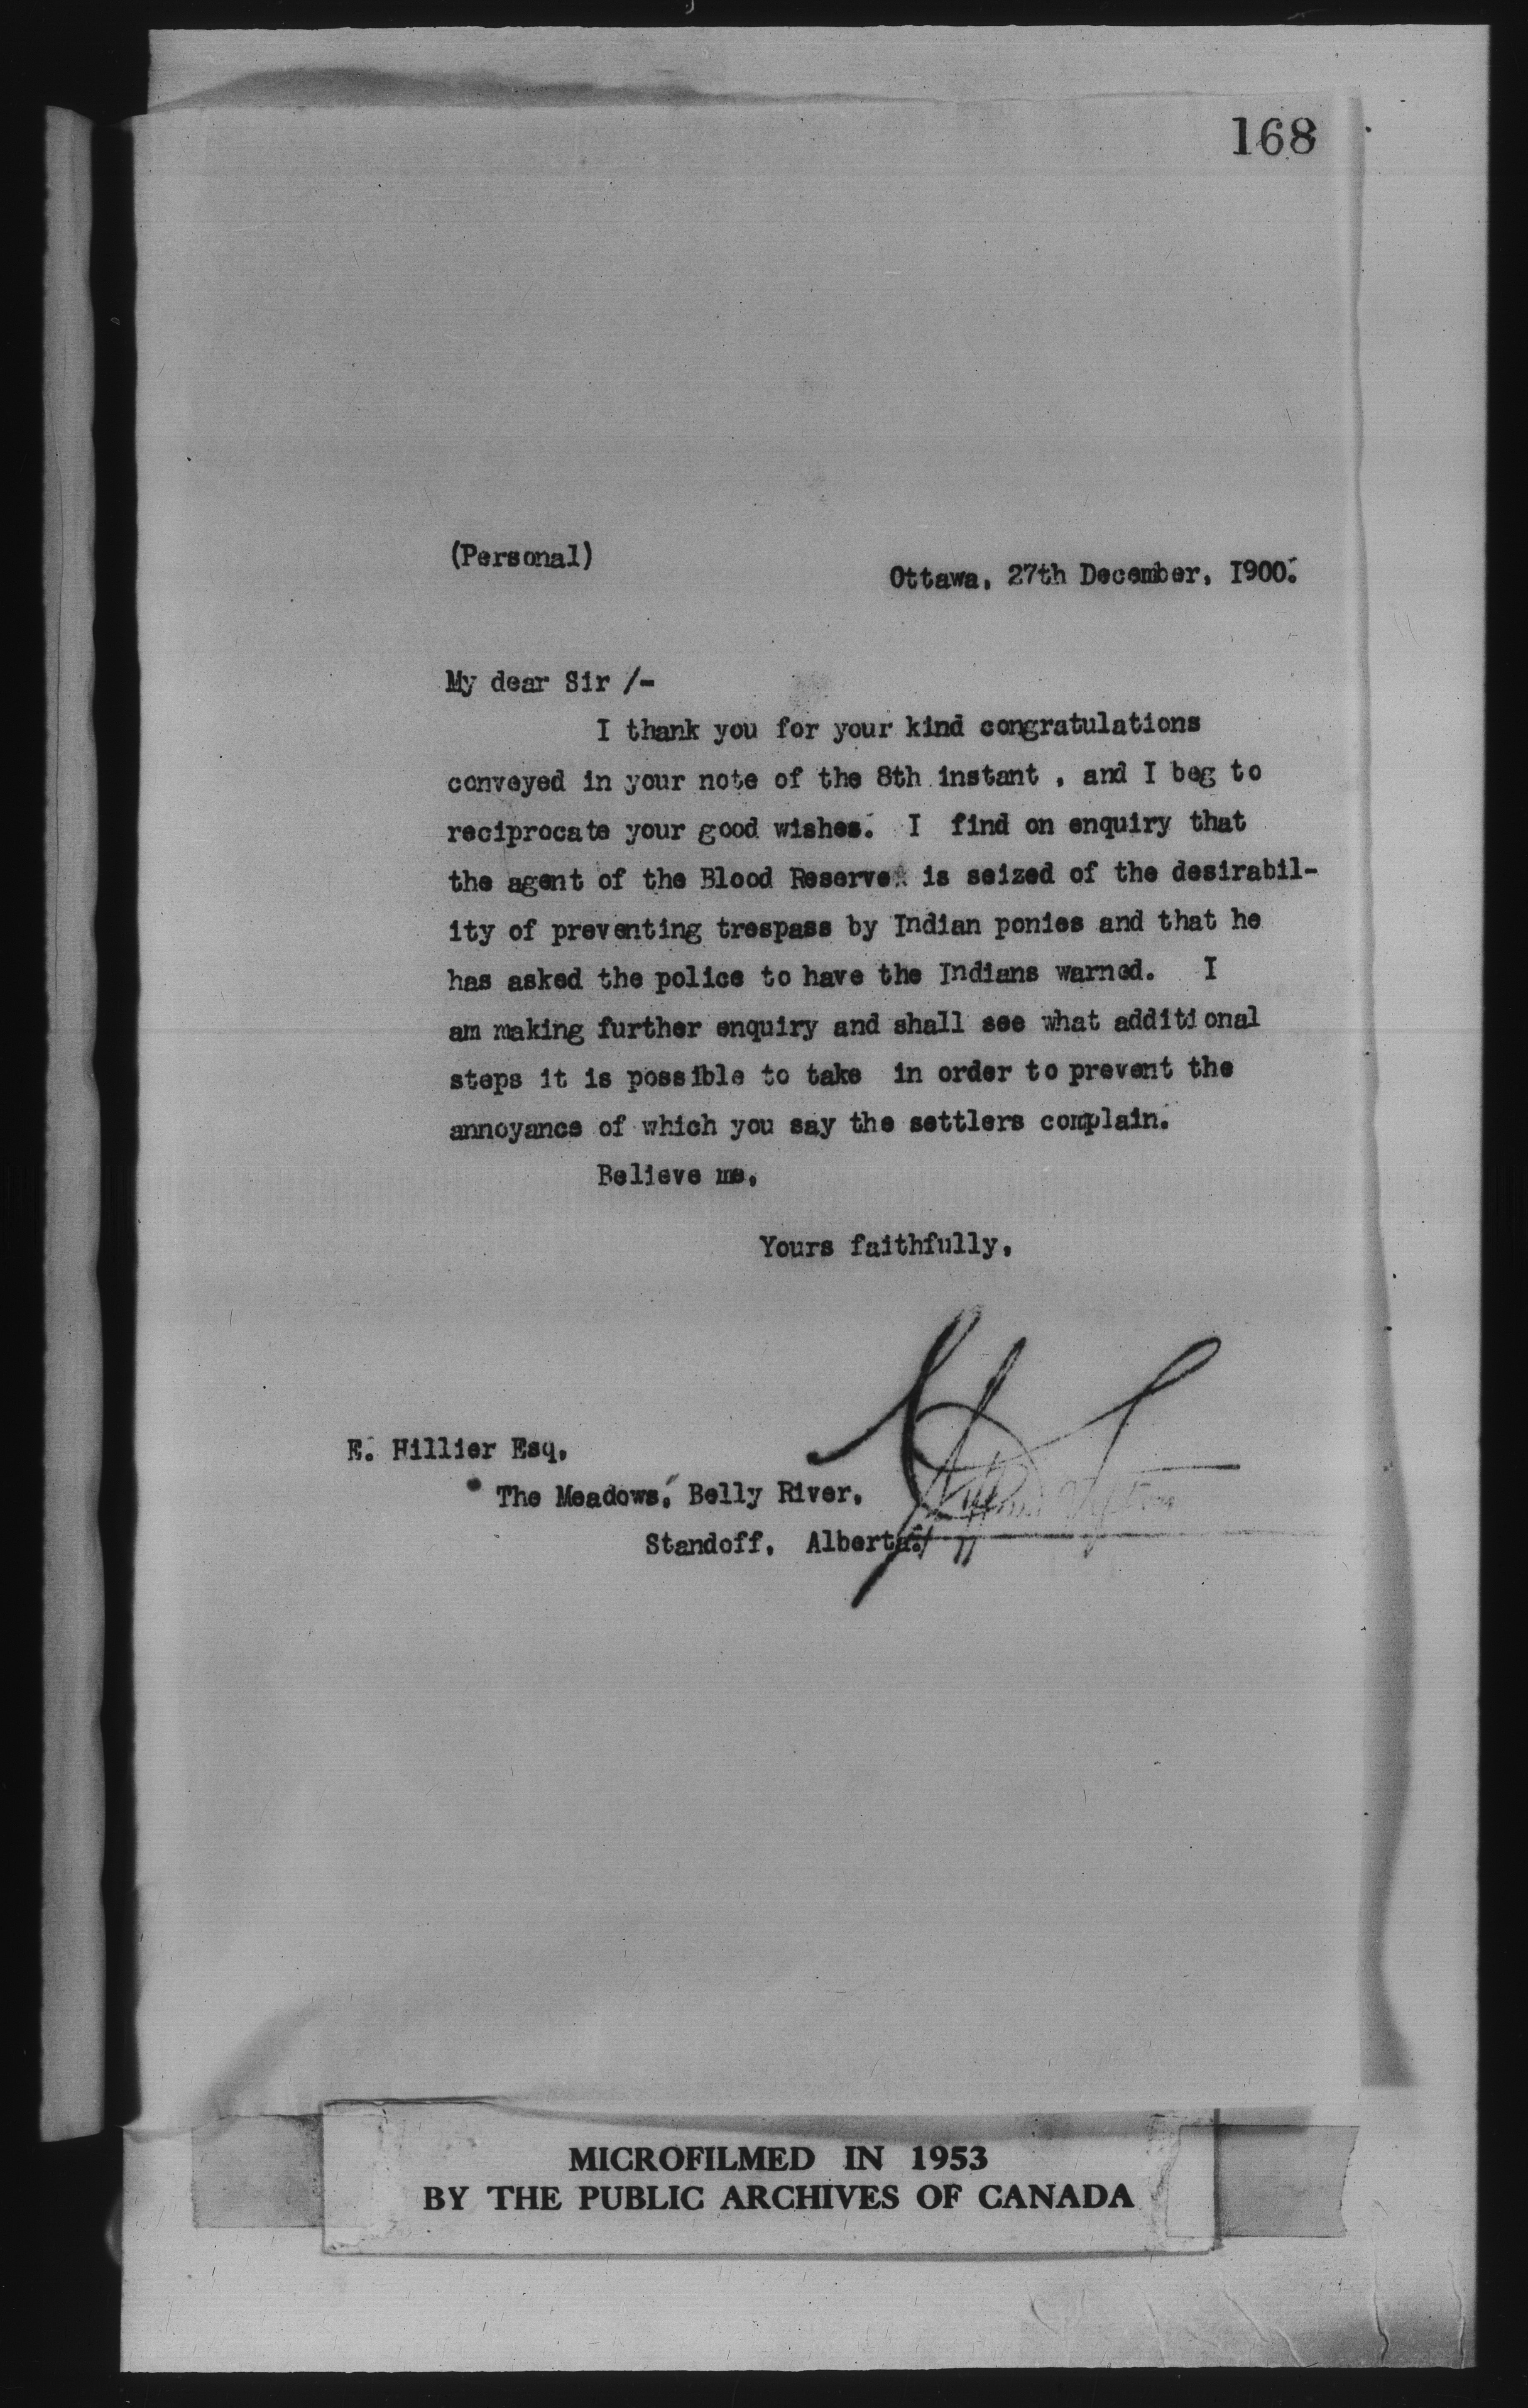 168
(Personal)
Ottawa, 27th December, 1900.
My dear Sir /-
I thank you for your kind congratulations
conveyed in your note of the 8th instant , and I beg to
reciprocate your good wishes. I find on enquiry that
the agent of the Blood Reserve is seized of the desirabil-
ity of preventing trespass by Indian ponies and that he
has asked the police to have the Indians warned. I
am making further enquiry and shall see what additional
steps it is possible to take in order to prevent the
annoyance of which you say the settlers complain.
Believe me,
Yours faithfully,
E. Hillier Esq,
The Meadows, Belly River,
Standoff, Alberta.
MICROFILMED IN 1953
BY THE PUBLIC ARCHIVES OF CANADA